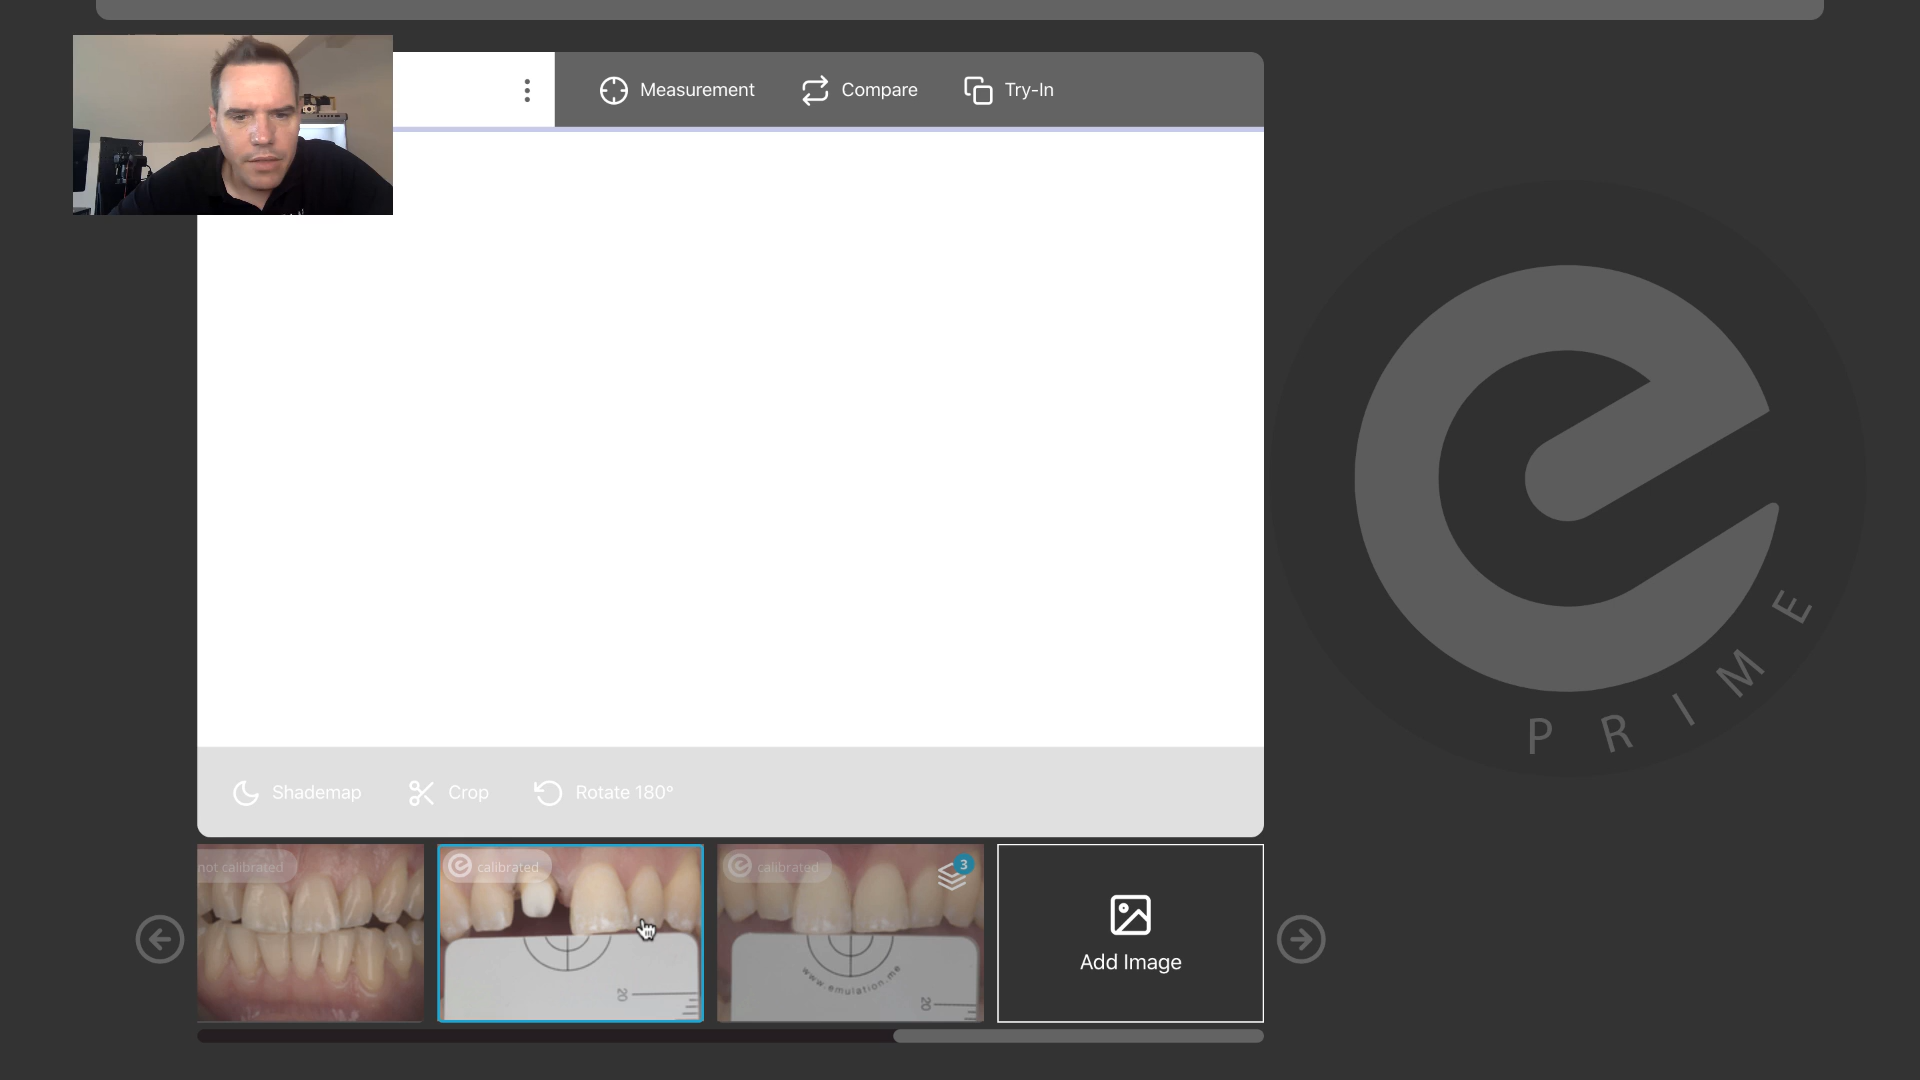 Measurement
Compare
Try-In
PRIME
Shademap
Crop
Rotate 180°
not calibrated
calibrated
20
calibrated
3
www.emulation.me
20
Add Image